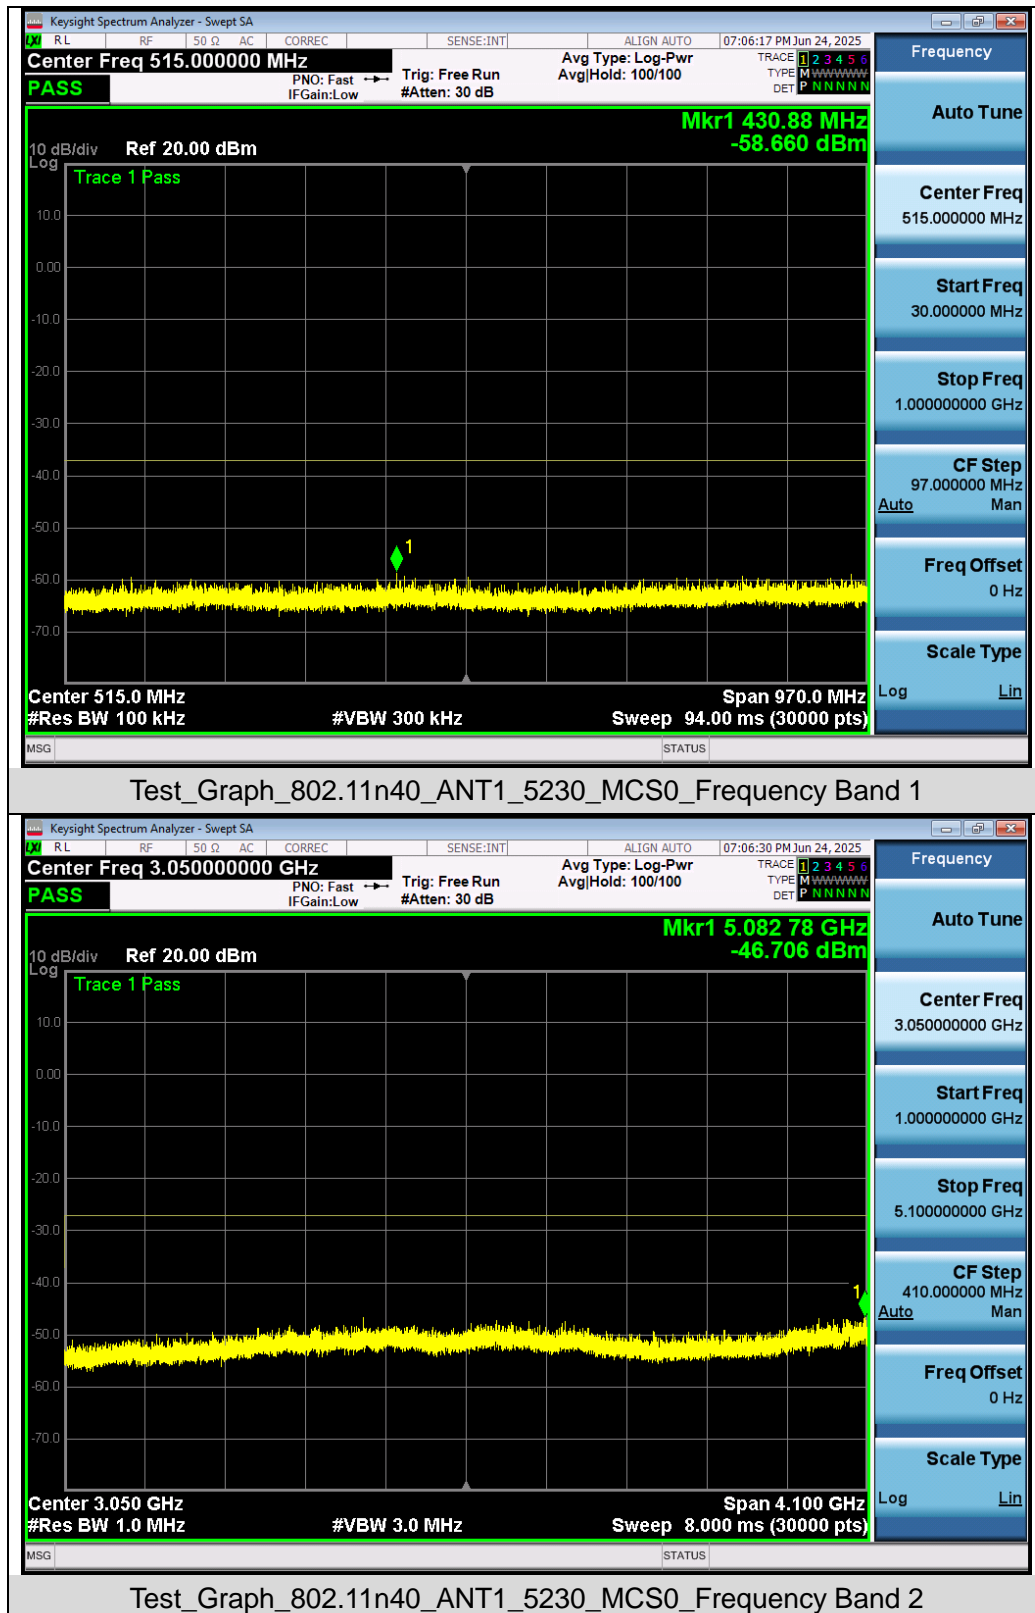 Keysight Spectrum Analyzer - Swept SA
LXI RL RF 50 Ω AC CORREC SENSE:INT ALIGN AUTO 07:06:17 PM Jun 24, 2025
Center Freq 515.000000 MHz
PASS
PNO: Fast
IFGain:Low
Trig: Free Run
#Atten: 30 dB
Avg Type: Log-Pwr
Avg|Hold: 100/100
TRACE 1 2 3 4 5 6
TYPE M WWWWW
DET P N N N N N
Mkr1 430.88 MHz
-58.660 dBm
10 dB/div Ref 20.00 dBm
Log
Trace 1 Pass
10.0
0.00
-10.0
-20.0
-30.0
-40.0
-50.0
1
-60.0
-70.0
Center 515.0 MHz Span 970.0 MHz
#Res BW 100 kHz #VBW 300 kHz Sweep 94.00 ms (30000 pts)
MSG STATUS
Frequency
Auto Tune
Center Freq
515.000000 MHz
Start Freq
30.000000 MHz
Stop Freq
1.000000000 GHz
CF Step
97.000000 MHz
Auto Man
Freq Offset
0 Hz
Scale Type
Log Lin
Test_Graph_802.11n40_ANT1_5230_MCS0_Frequency Band 1
Keysight Spectrum Analyzer - Swept SA
LXI RL RF 50 Ω AC CORREC SENSE:INT ALIGN AUTO 07:06:30 PM Jun 24, 2025
Center Freq 3.050000000 GHz
PASS
PNO: Fast
IFGain:Low
Trig: Free Run
#Atten: 30 dB
Avg Type: Log-Pwr
Avg|Hold: 100/100
TRACE 1 2 3 4 5 6
TYPE M WWWWW
DET P N N N N N
Mkr1 5.082 78 GHz
-46.706 dBm
10 dB/div Ref 20.00 dBm
Log
Trace 1 Pass
10.0
0.00
-10.0
-20.0
-30.0
-40.0
1
-50.0
-60.0
-70.0
Center 3.050 GHz Span 4.100 GHz
#Res BW 1.0 MHz #VBW 3.0 MHz Sweep 8.000 ms (30000 pts)
MSG STATUS
Frequency
Auto Tune
Center Freq
3.050000000 GHz
Start Freq
1.000000000 GHz
Stop Freq
5.100000000 GHz
CF Step
410.000000 MHz
Auto Man
Freq Offset
0 Hz
Scale Type
Log Lin
Test_Graph_802.11n40_ANT1_5230_MCS0_Frequency Band 2